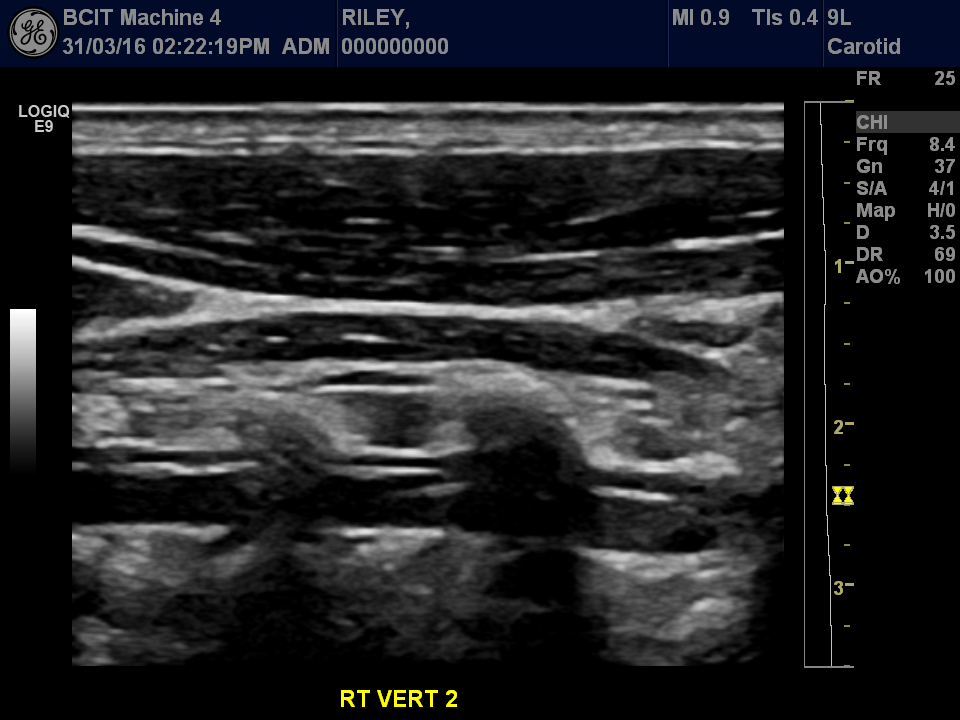 BCIT Machine 4
31/03/16 02:22:19PM ADM
RILEY,
000000000
MI 0.9 TIs 0.4
9L
Carotid
LOGIQ
E9
FR 25
CHI
Frq 8.4
Gn 37
S/A 4/1
Map H/0
D 3.5
DR 69
AO% 100
1
2
3
RT VERT 2